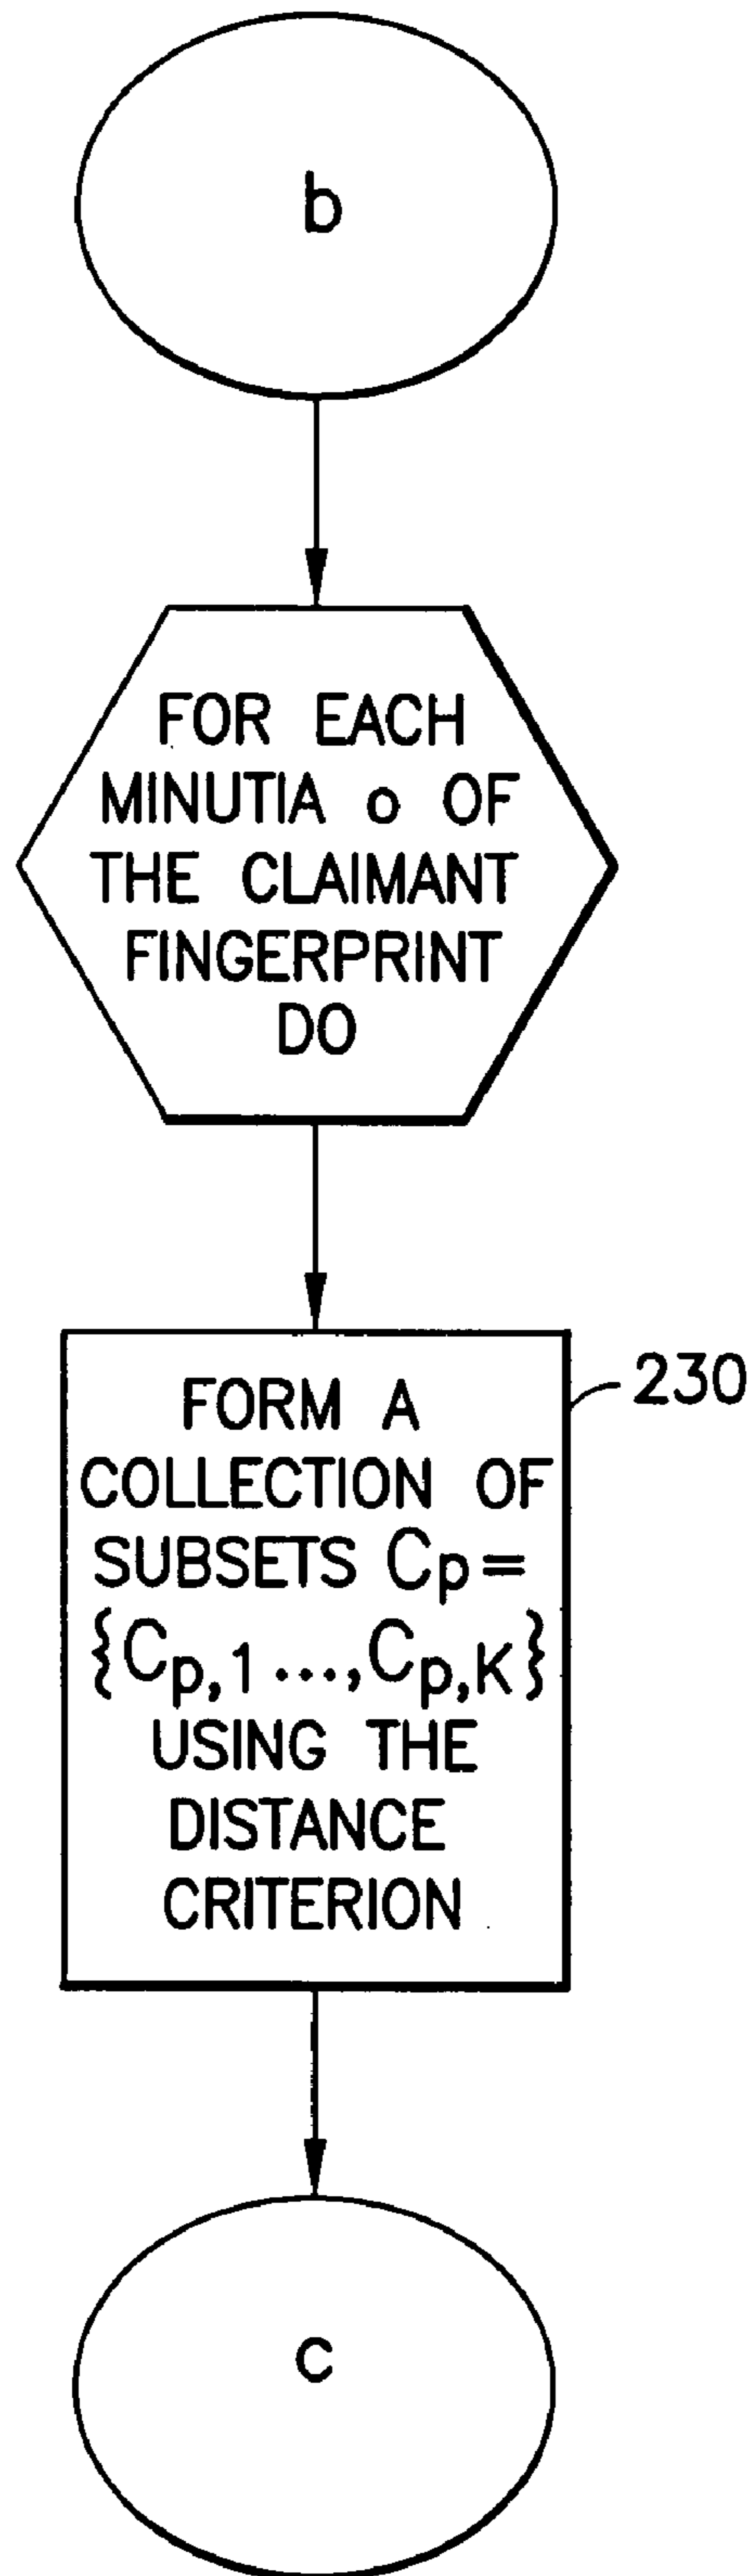 b
FOR EACH
MINUTIA o OF
THE CLAIMANT
FINGERPRINT
DO
FORM A
COLLECTION OF
SUBSETS Cp=
{Cp,1 ...,Cp,K}
USING THE
DISTANCE
CRITERION
230
c